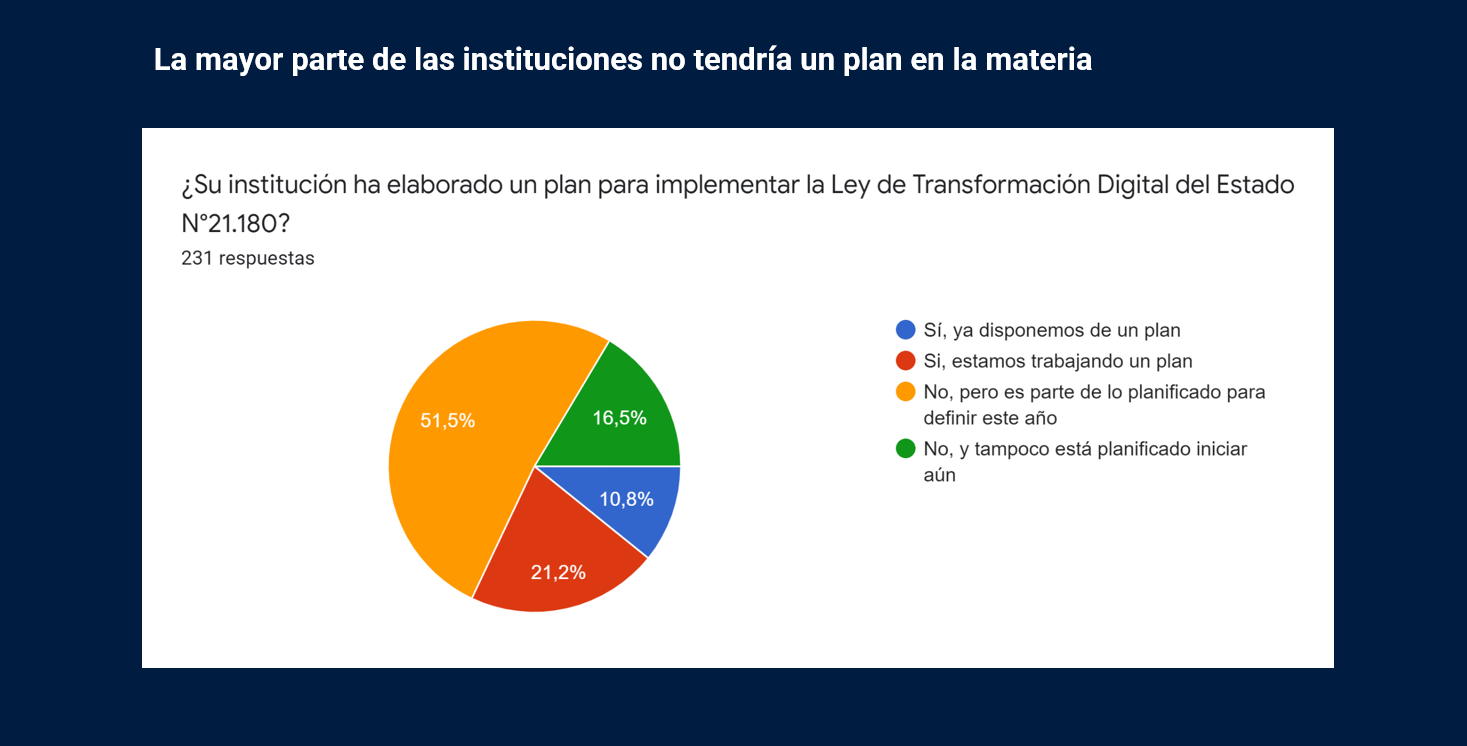 La mayor parte de las instituciones no tendría un plan en la materia
¿Su institución ha elaborado un plan para implementar la Ley de Transformación Digital del Estado
N°21.180?
231 respuestas
51,5%
16,5%
10,8%
21,2%
Sí, ya disponemos de un plan
Si, estamos trabajando un plan
No, pero es parte de lo planificado para
definir este año
No, y tampoco está planificado iniciar
aún